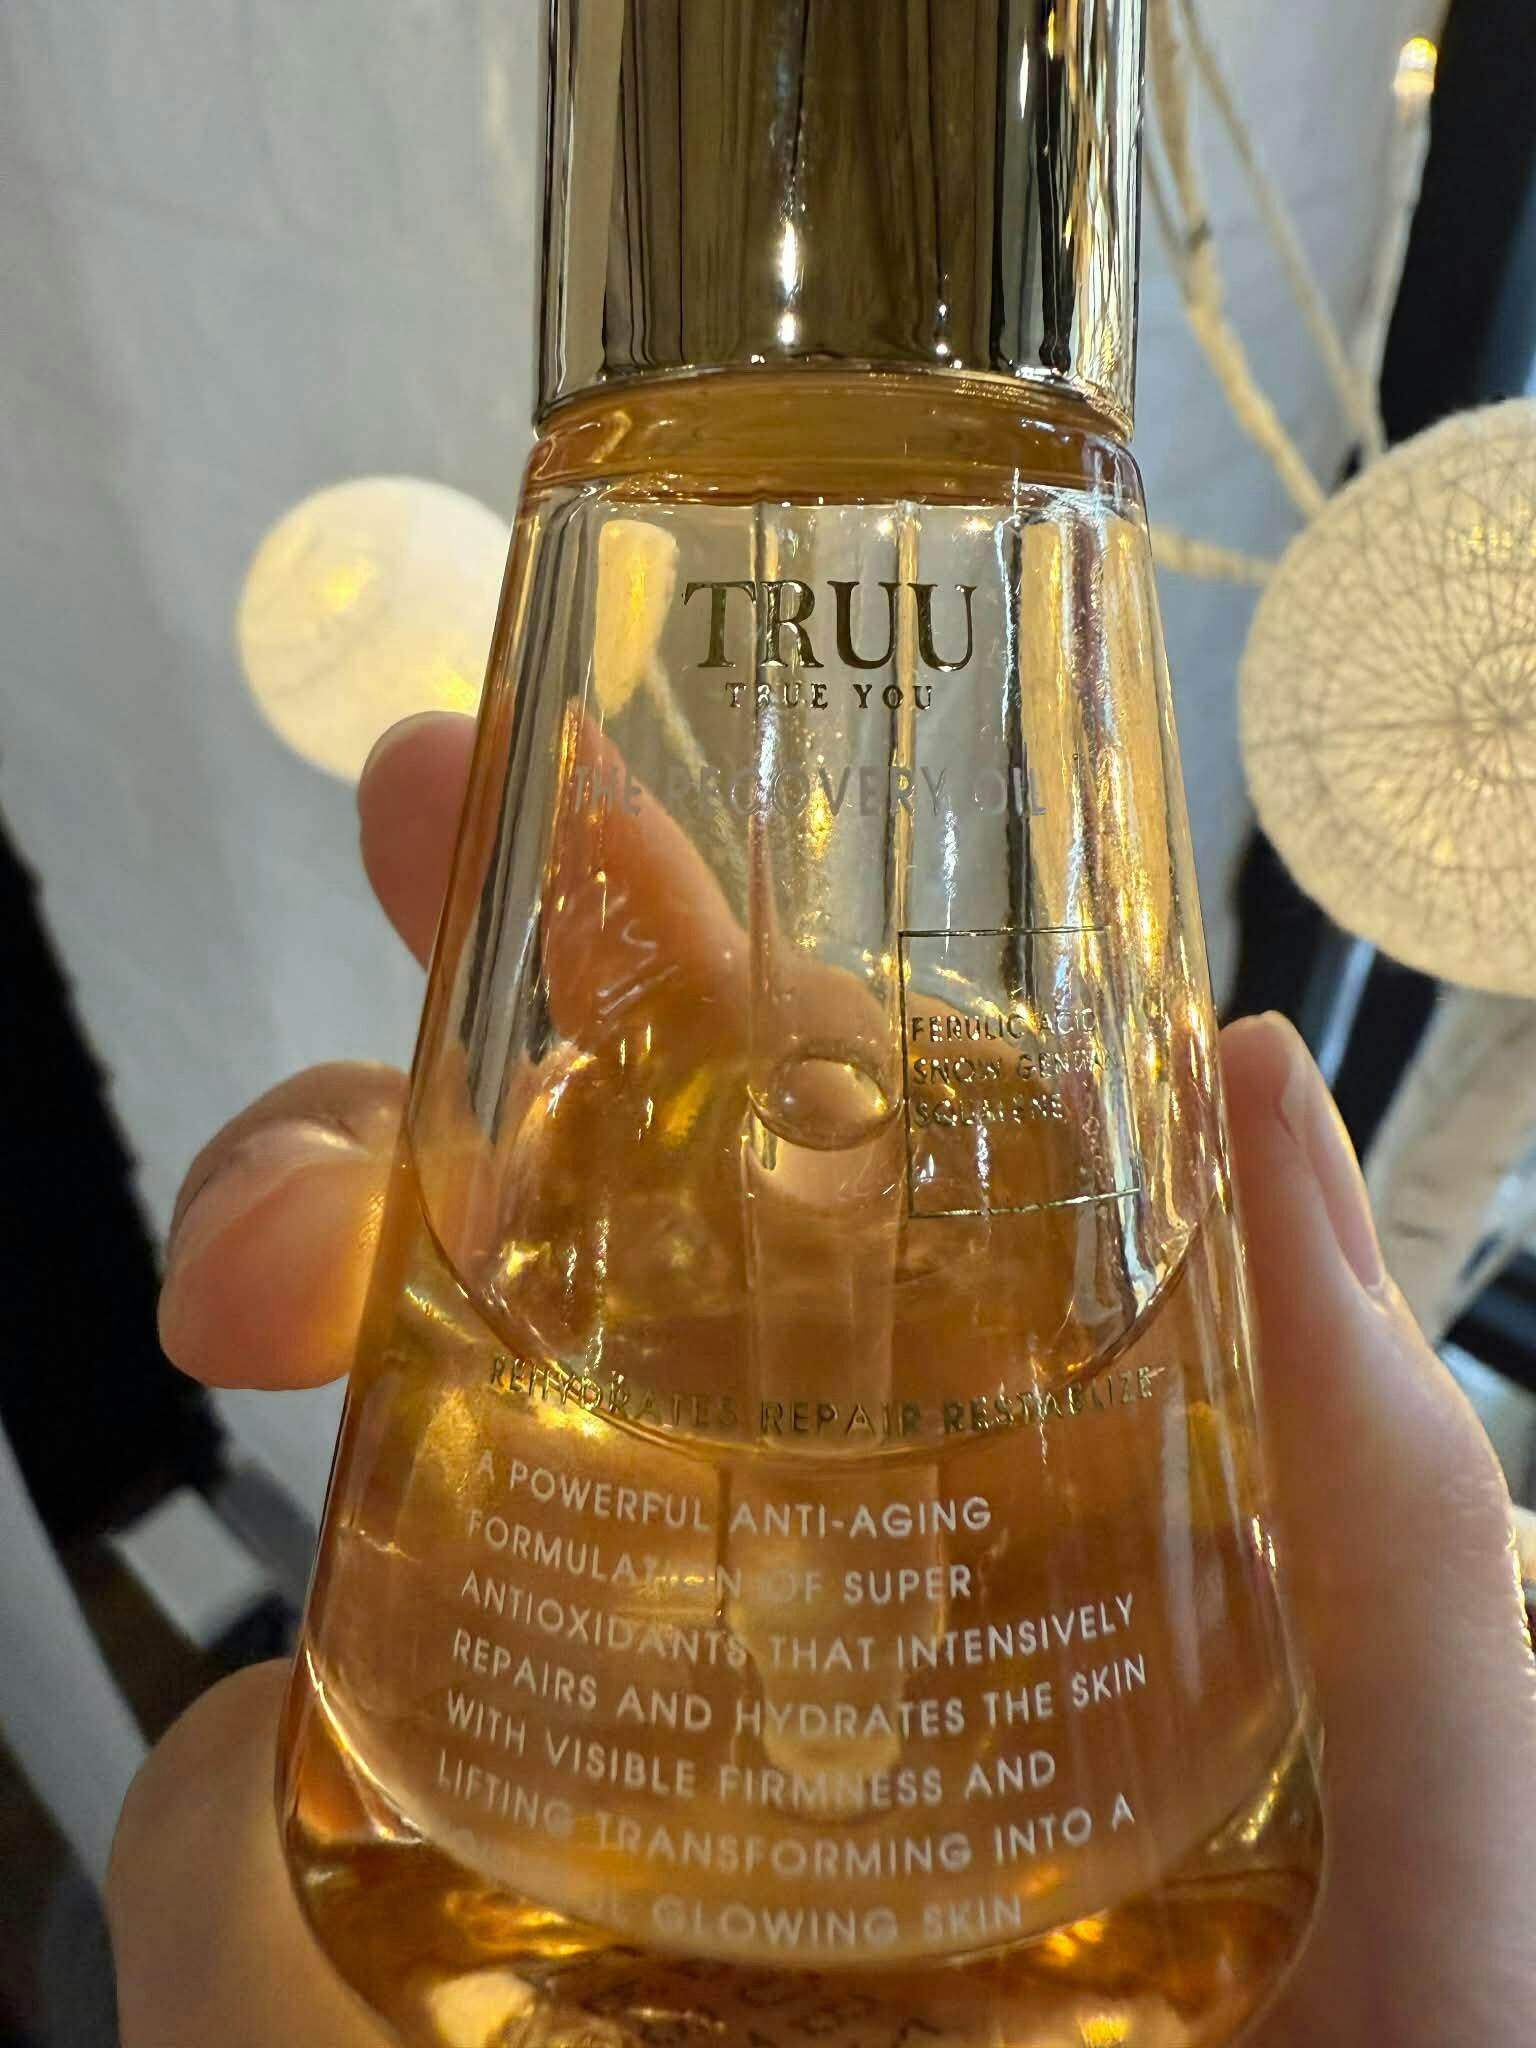 TRUU
TRUE YOU
THE RECOVERY OIL
FERULIC ACID
SNOW GENTIAN
SQUALENE
REHYDRATES REPAIR RESTABLIZE
A POWERFUL ANTI-AGING
FORMULATION OF SUPER
ANTIOXIDANTS THAT INTENSIVELY
REPAIRS AND HYDRATES THE SKIN
WITH VISIBLE FIRMNESS AND
LIFTING TRANSFORMING INTO A
GLOWING SKIN